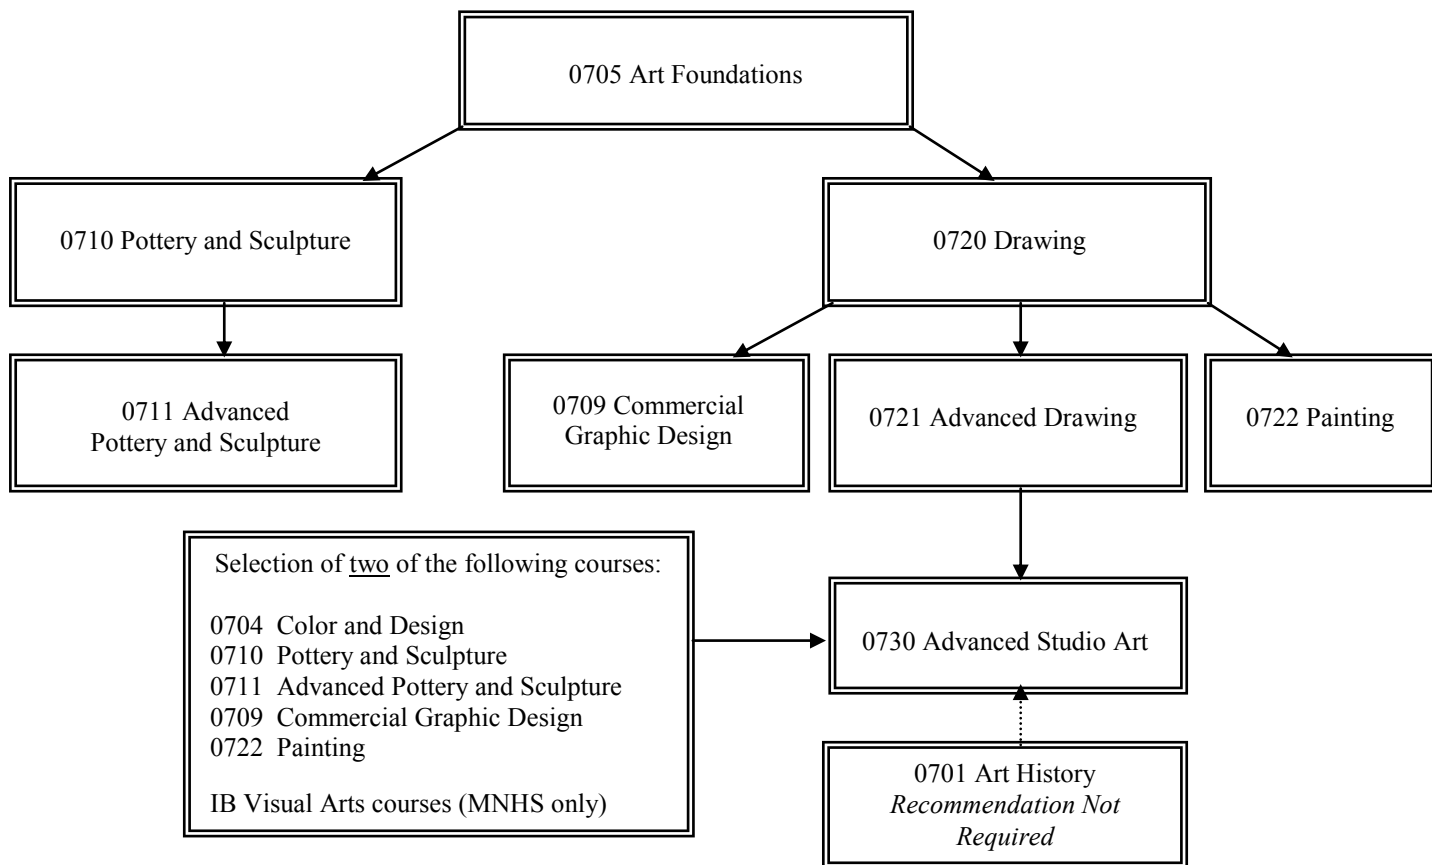 0705 Art Foundations
0710 Pottery and Sculpture
0720 Drawing
0711 Advanced
Pottery and Sculpture
0709 Commercial
Graphic Design
0721 Advanced Drawing
0722 Painting
Selection of two of the following courses:
0704 Color and Design
0710 Pottery and Sculpture
0711 Advanced Pottery and Sculpture
0709 Commercial Graphic Design
0722 Painting
IB Visual Arts courses (MNHS only)
0730 Advanced Studio Art
0701 Art History
Recommendation Not
Required